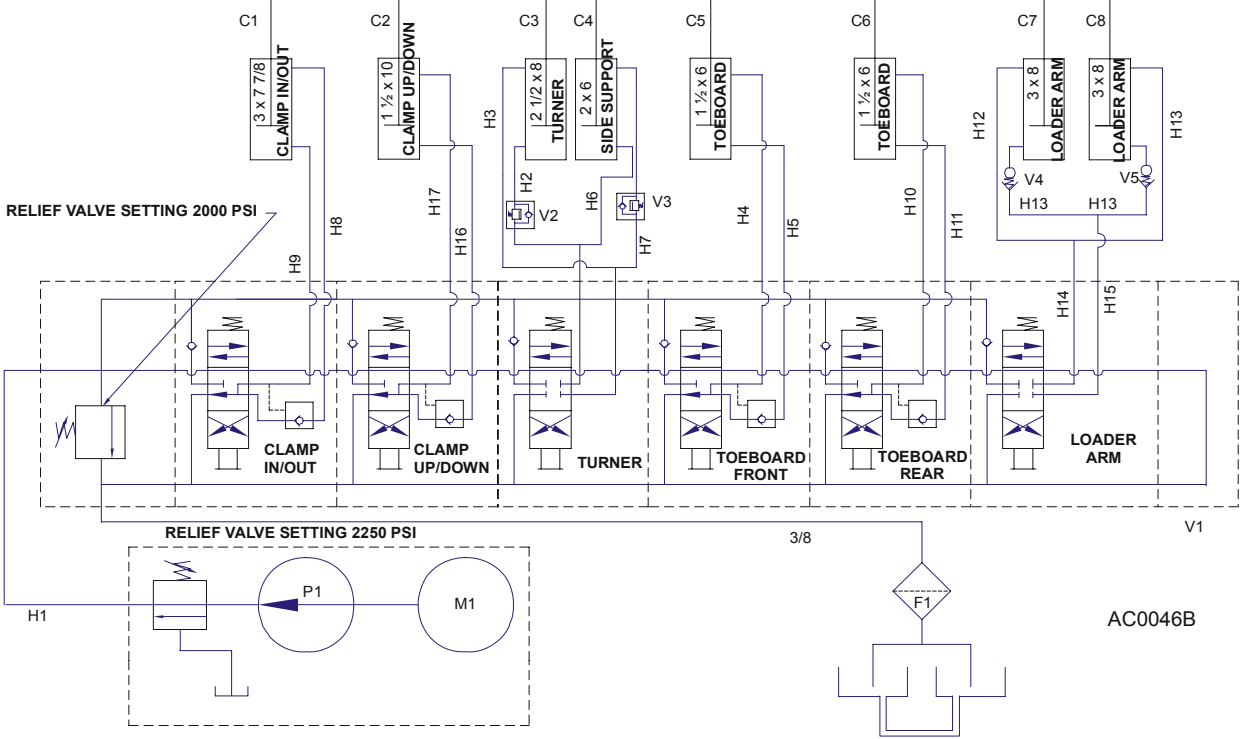 C1
C2
C3
C4
C5
C6
C7
C8
3 x 7 7/8
CLAMP IN/OUT
1 ½ x 10
CLAMP UP/DOWN
2 1/2 x 8
TURNER
2 x 6
SIDE SUPPORT
1 ½ x 6
TOEBOARD
1 ½ x 6
TOEBOARD
3 x 8
LOADER ARM
3 x 8
LOADER ARM
H3
H12
H13
H2
H6
H17
H10
V4
V5
H13
H13
V2
V3
RELIEF VALVE SETTING 2000 PSI
H8
H9
H16
H7
H4
H5
H11
H14
H15
CLAMP
IN/OUT
CLAMP
UP/DOWN
TURNER
TOEBOARD
FRONT
TOEBOARD
REAR
LOADER
ARM
V1
RELIEF VALVE SETTING 2250 PSI
3/8
H1
P1
M1
F1
AC0046B